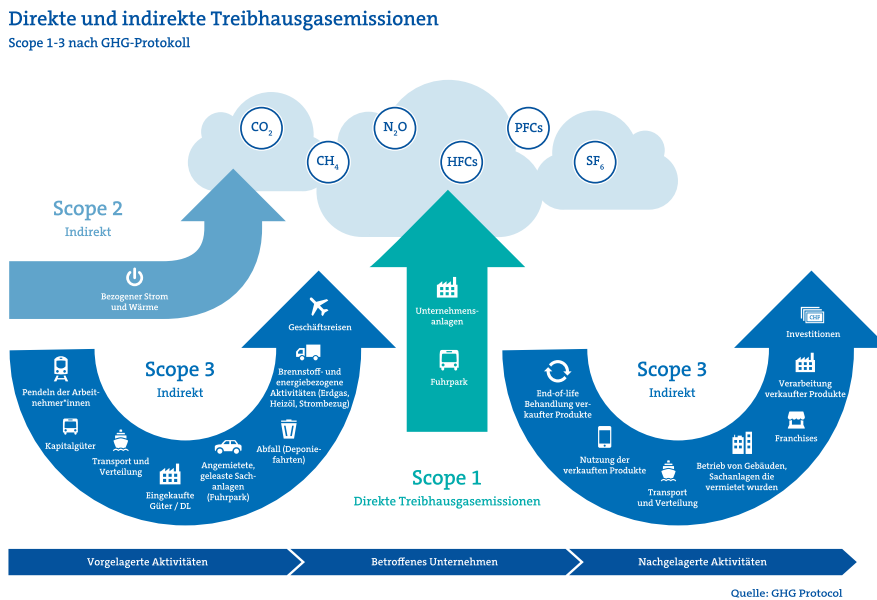 Direkte und indirekte Treibhausgasemissionen
Scope 1-3 nach GHG-Protokoll
CO2
CH4
N2O
HFCs
PFCs
SF6
Scope 2
Indirekt
Bezogener Strom
und Wärme
Scope 3
Indirekt
Pendeln der Arbeit-
nehmer*innen
Kapitalgüter
Transport und
Verteilung
Eingekaufte
Güter / DL
Angemietete,
geleaste Sach-
anlagen
(Fuhrpark)
Abfall (Deponie-
fahrten)
Brennstoff- und
energiebezogene
Aktivitäten (Erdgas,
Heizöl, Strombezug)
Geschäftsreisen
Unternehmens-
anlagen
Fuhrpark
Scope 1
Direkte Treibhausgasemissionen
Scope 3
Indirekt
End-of-life
Behandlung ver-
kaufter Produkte
Nutzung der
verkauften Produkte
Transport
und Verteilung
Betrieb von Gebäuden,
Sachanlagen die
vermietet wurden
Franchises
Verarbeitung
verkaufter Produkte
CHF
Investitionen
Vorgelagerte Aktivitäten
Betroffenes Unternehmen
Nachgelagerte Aktivitäten
Quelle: GHG Protocol